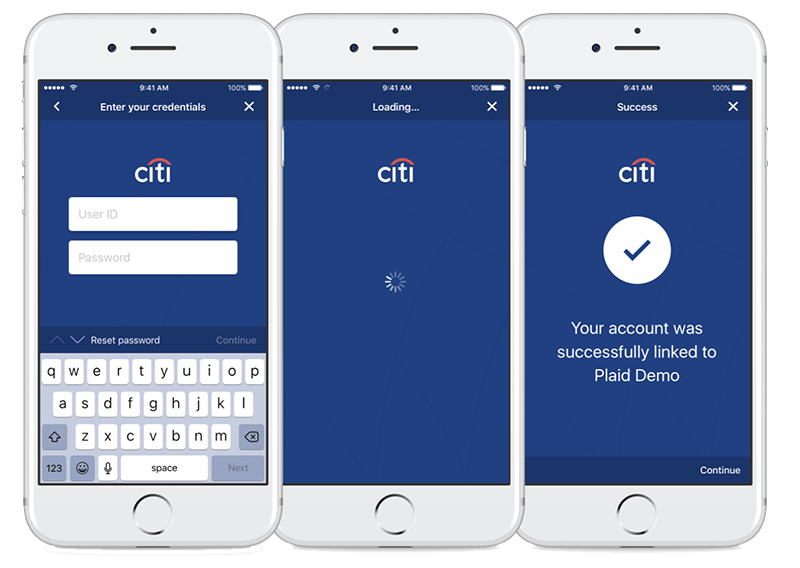 9:41 AM
100%
Enter your credentials
citi
User ID
Password
Reset password
Continue
q w e r t y u i o p
a s d f g h j k l
z x c v b n m
123
space
Next
9:41 AM
100%
Loading...
citi
9:41 AM
100%
Success
citi
Your account was
successfully linked to
Plaid Demo
Continue